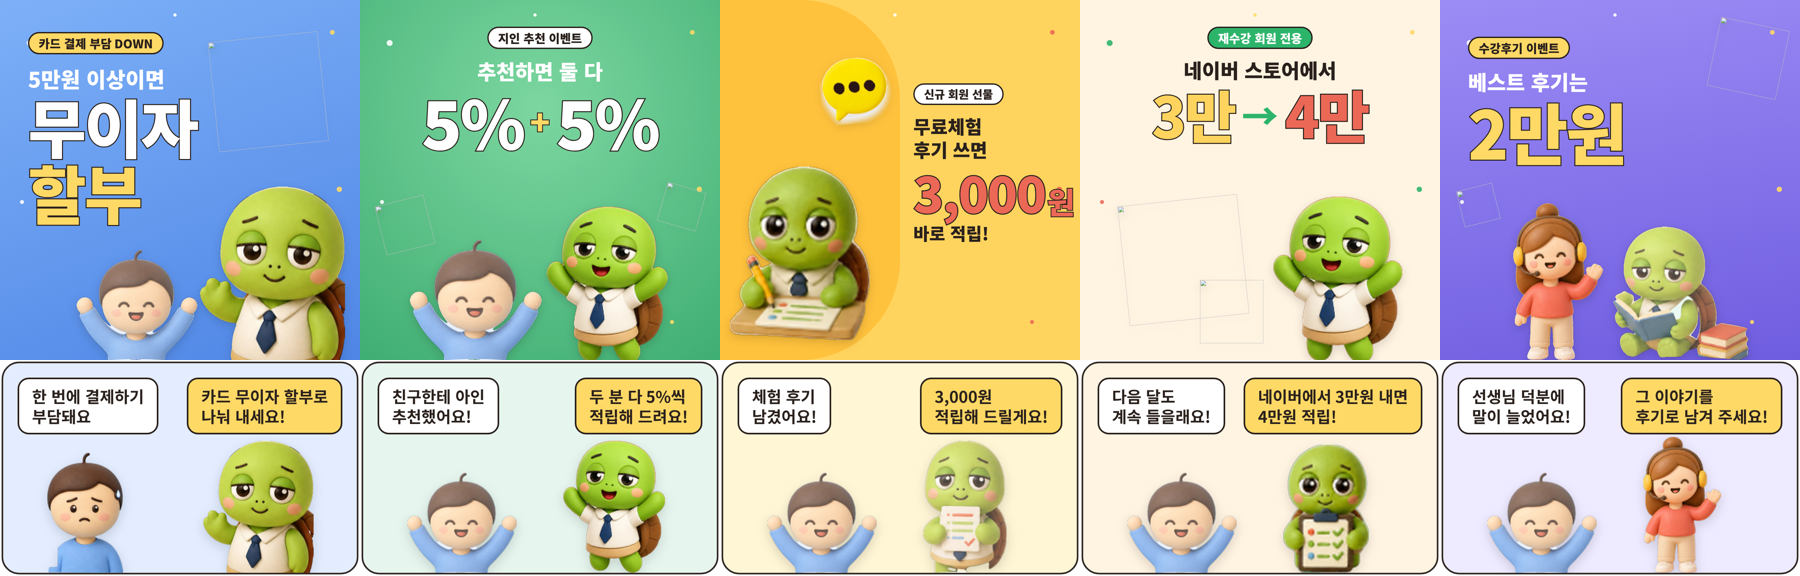 카드 결제 부담 DOWN
5만원 이상이면
무이자
할부
지인 추천 이벤트
추천하면 둘 다
5%+5%
신규 회원 선물
무료체험
후기 쓰면
3,000원
바로 적립!
재수강 회원 전용
네이버 스토어에서
3만→4만
수강후기 이벤트
베스트 후기는
2만원
한 번에 결제하기
부담돼요
카드 무이자 할부로
나눠 내세요!
친구한테 아인
추천했어요!
두 분 다 5%씩
적립해 드려요!
체험 후기
남겼어요!
3,000원
적립해 드릴게요!
다음 달도
계속 들을래요!
네이버에서 3만원 내면
4만원 적립!
선생님 덕분에
말이 늘었어요!
그 이야기를
후기로 남겨 주세요!